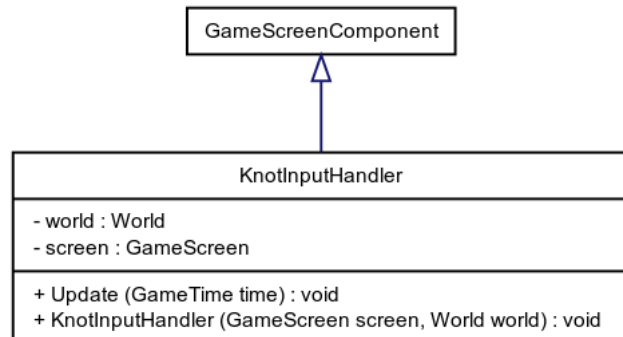 GameScreenComponent
KnotInputHandler
- world : World
- screen : GameScreen
+ Update (GameTime time) : void
+ KnotInputHandler (GameScreen screen, World world) : void